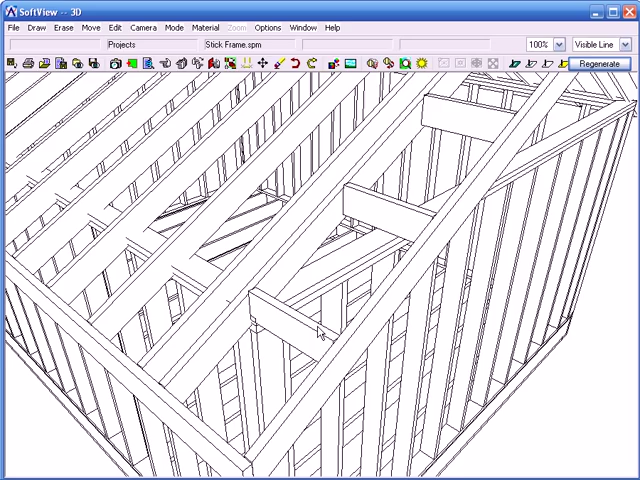 SoftView -- 3D
File Draw Erase Move Edit Camera Mode Material Zoom Options Window Help
Projects Stick Frame.spm 100% Visible Line
Regenerate